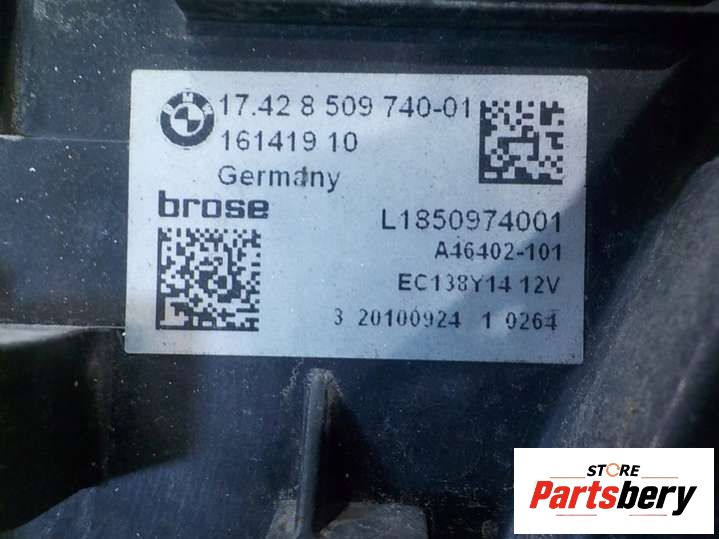 BMW
17.42 8 509 740-01
161419 10
Germany
brose
L1850974001
A46402-101
EC138Y14 12V
3 20100924 1 0264
STORE
Partsbery